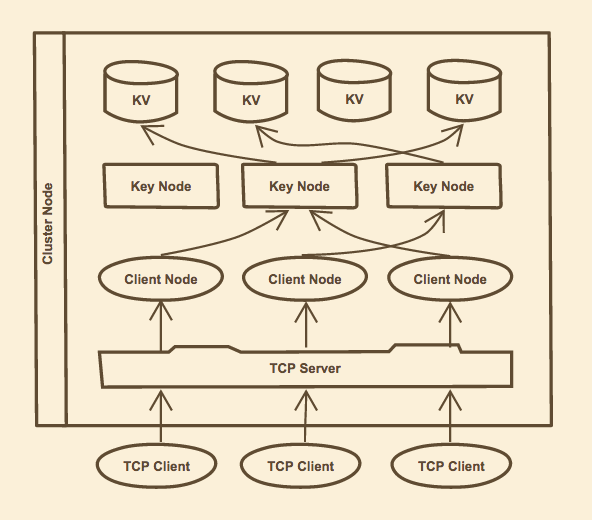 KV
KV
KV
KV
Key Node
Key Node
Key Node
Cluster Node
Client Node
Client Node
Client Node
TCP Server
TCP Client
TCP Client
TCP Client